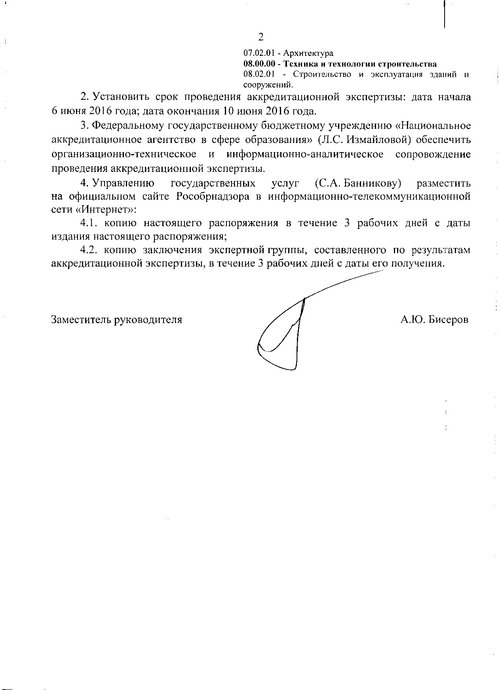 2
07.02.01 - Архитектура
08.00.00 - Техника и технологии строительства
08.02.01 - Строительство и эксплуатация зданий и
сооружений.
2. Установить срок проведения аккредитационной экспертизы: дата начала
6 июня 2016 года; дата окончания 10 июня 2016 года.
3. Федеральному государственному бюджетному учреждению «Национальное
аккредитационное агентство в сфере образования» (Л.С. Измайловой) обеспечить
организационно-техническое и информационно-аналитическое сопровождение
проведения аккредитационной экспертизы.
4. Управлению государственных услуг (С.А. Банникову) разместить
на официальном сайте Рособрнадзора в информационно-телекоммуникационной
сети «Интернет»:
4.1. копию настоящего распоряжения в течение 3 рабочих дней с даты
издания настоящего распоряжения;
4.2. копию заключения экспертной группы, составленного по результатам
аккредитационной экспертизы, в течение 3 рабочих дней с даты его получения.
Заместитель руководителя А.Ю. Бисеров